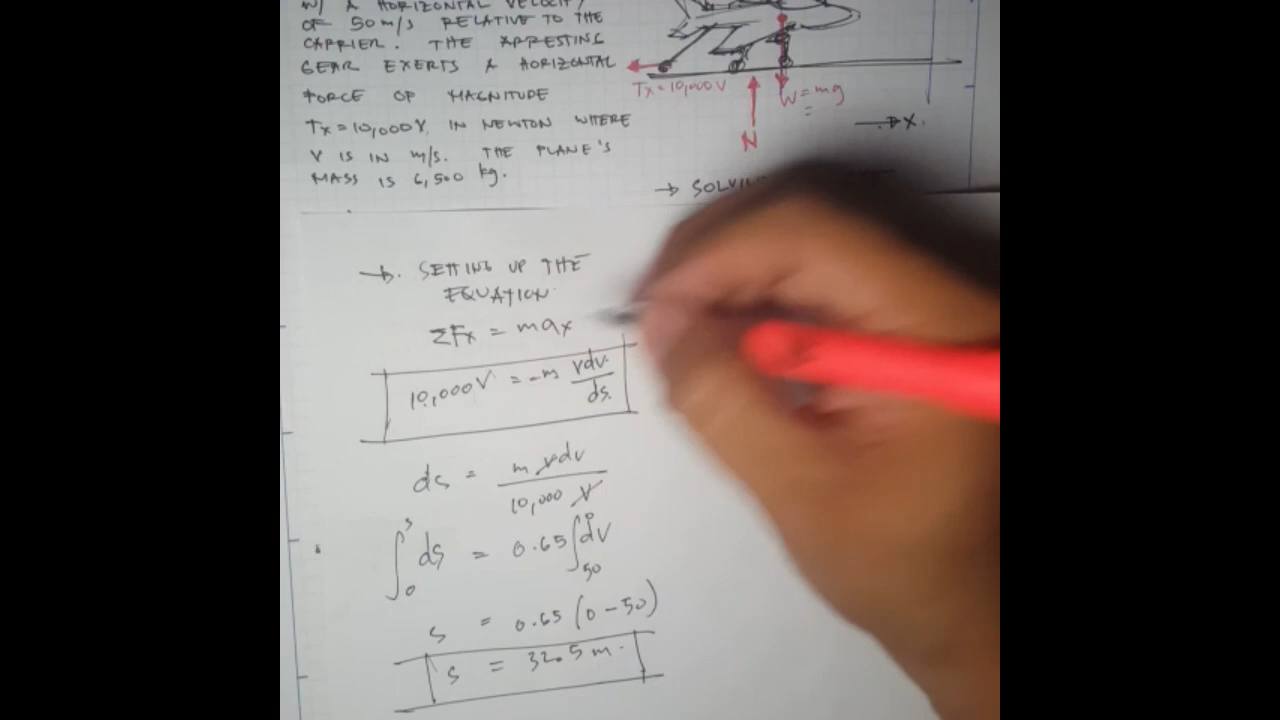 W/ A HORIZONTAL VELOCITY
OF 50 m/s RELATIVE TO THE
CARRIER. THE ARRESTING
GEAR EXERTS A HORIZONTAL
FORCE OF MAGNITUDE
Tx = 10,000V. IN NEWTON WHERE
V IS IN m/s. THE PLANE'S
MASS IS 6,500 kg.
Tx = 10,000V
W = mg
N
→ X.
→
→. SETTING UP THE
EQUATION
ΣFx = max
10,000V = -m vdv/ds.
ds = m vdv / 10,000 v
∫₀ˢ ds = 0.65 ∫₅₀⁰ dv
s = 0.65 (0 - 50)
s = 32.5 m.